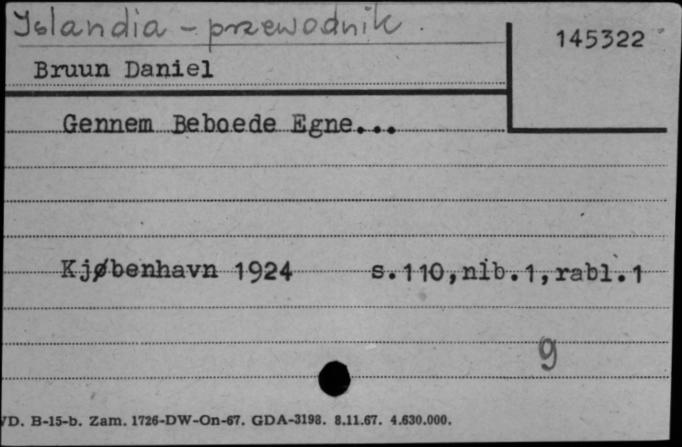 Islandia - przewodnik.
145322
Bruun Daniel
Gennem Beboede Egne...
Kjøbenhavn 1924 s.110,nlb.1,rabl.1
9
D. B-15-b. Zam. 1726-DW-On-67. GDA-3198. 8.11.67. 4.630.000.